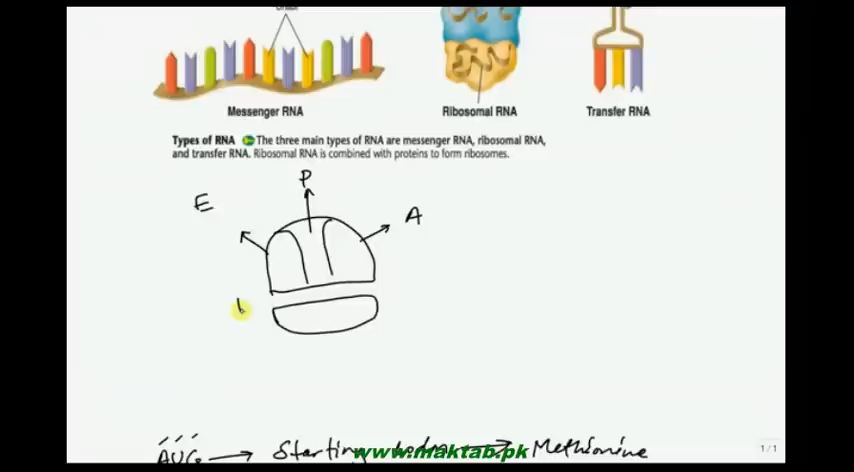 Messenger RNA Ribosomal RNA Transfer RNA
Types of RNA The three main types of RNA are messenger RNA, ribosomal RNA,
and transfer RNA. Ribosomal RNA is combined with proteins to form ribosomes.
P
E
A
AUG → Starting → Methionine
www.maktab.pk
1 / 1